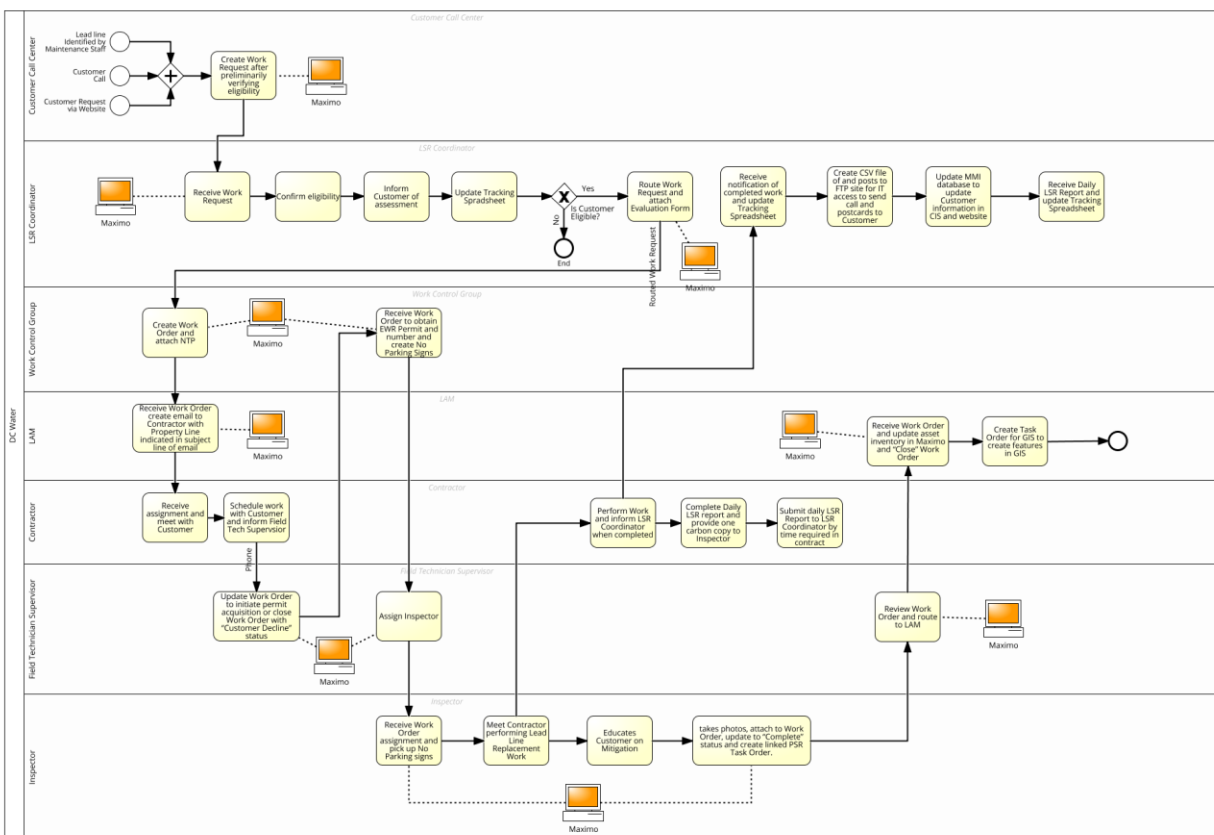 DC Water
Customer Call Center
Customer Call Center
Lead line
Identified by
Maintenance Staff
Customer
Call
Customer Request
via Website
Create Work
Request after
preliminarily
verifying
eligibility
Maximo
LSR Coordinator
LSR Coordinator
Maximo
Receive Work
Request
Confirm eligibility
Inform
Customer of
assessment
Update Tracking
Spradsheet
Yes
Is Customer
Eligible?
No
End
Route Work
Request and
attach
Evaluation Form
Routed Work Request
Maximo
Receive
notification of
completed work
and update
Tracking
Spreadsheet
Create CSV file
of and posts to
FTP site for IT
access to send
call and
postcards to
Customer
Update MMI
database to
update
Customer
information in
CIS and website
Receive Daily
LSR Report and
update Tracking
Spreadsheet
Work Control Group
Work Control Group
Create Work
Order and
attach NTP
Maximo
Receive Work
Order to obtain
EWR Permit and
number and
create No
Parking Signs
LAM
LAM
Receive Work Order
create email to
Contractor with
Property Line
indicated in subject
line of email
Maximo
Maximo
Receive Work Order
and update asset
inventory in Maximo
and "Close" Work
Order
Create Task
Order for GIS to
create features
in GIS
Contractor
Contractor
Receive
assignment and
meet with
Customer
Schedule work
with Customer
and inform Field
Tech Supervsior
Phone
Perform Work
and inform LSR
Coordinator
when completed
Complete Daily
LSR report and
provide one
carbon copy to
Inspector
Submit daily LSR
Report to LSR
Coordinator by
time required in
contract
Field Technician Supervisor
Field Technician Supervisor
Update Work Order
to initiate permit
acquisition or close
Work Order with
"Customer Decline"
status
Maximo
Assign Inspector
Review Work
Order and route
to LAM
Maximo
Inspector
Inspector
Receive Work
Order
assignment and
pick up No
Parking signs
Meet Contractor
performing Lead
Line
Replacement
Work
Educates
Customer on
Mitigation
takes photos, attach to Work
Order, update to "Complete"
status and create linked PSR
Task Order.
Maximo